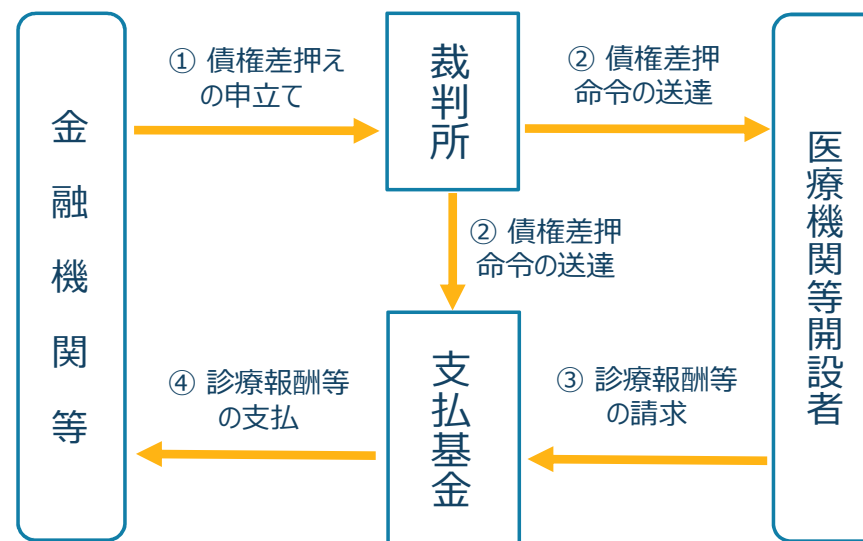 金融機関等
① 債権差押え
の申立て
裁判所
② 債権差押
命令の送達
② 債権差押
命令の送達
医療機関等開設者
支払基金
③ 診療報酬等
の請求
④ 診療報酬等
の支払